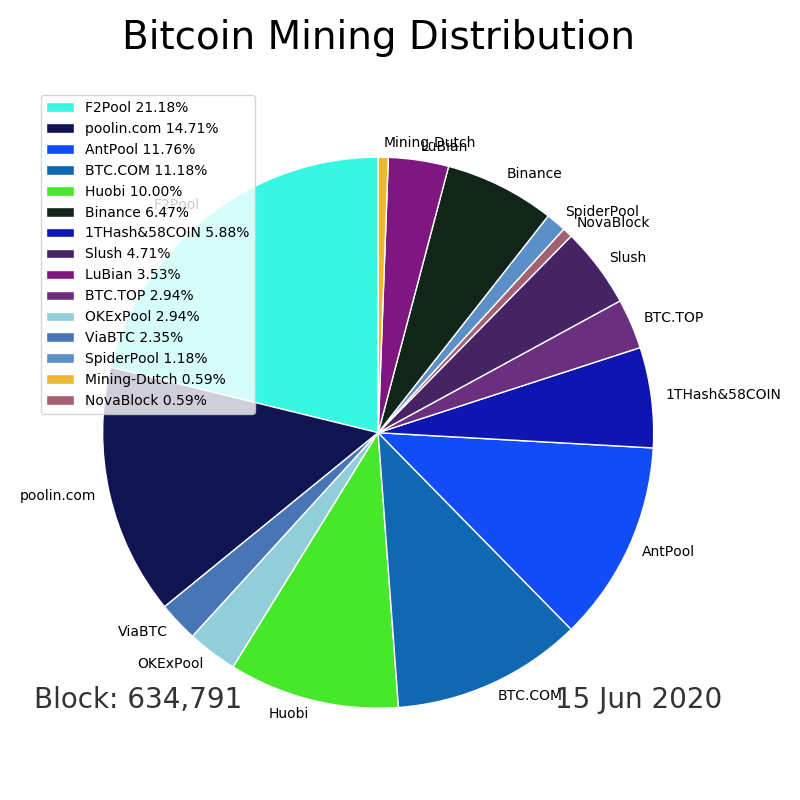 Bitcoin Mining Distribution
F2Pool 21.18%
poolin.com 14.71%
AntPool 11.76%
BTC.COM 11.18%
Huobi 10.00%
Binance 6.47%
1THash&58COIN 5.88%
Slush 4.71%
LuBian 3.53%
BTC.TOP 2.94%
OKExPool 2.94%
ViaBTC 2.35%
SpiderPool 1.18%
Mining-Dutch 0.59%
NovaBlock 0.59%
Mining-Dutch
LuBian
Binance
SpiderPool
NovaBlock
Slush
BTC.TOP
1THash&58COIN
AntPool
BTC.COM
Huobi
OKExPool
ViaBTC
poolin.com
F2Pool
Block: 634,791
15 Jun 2020